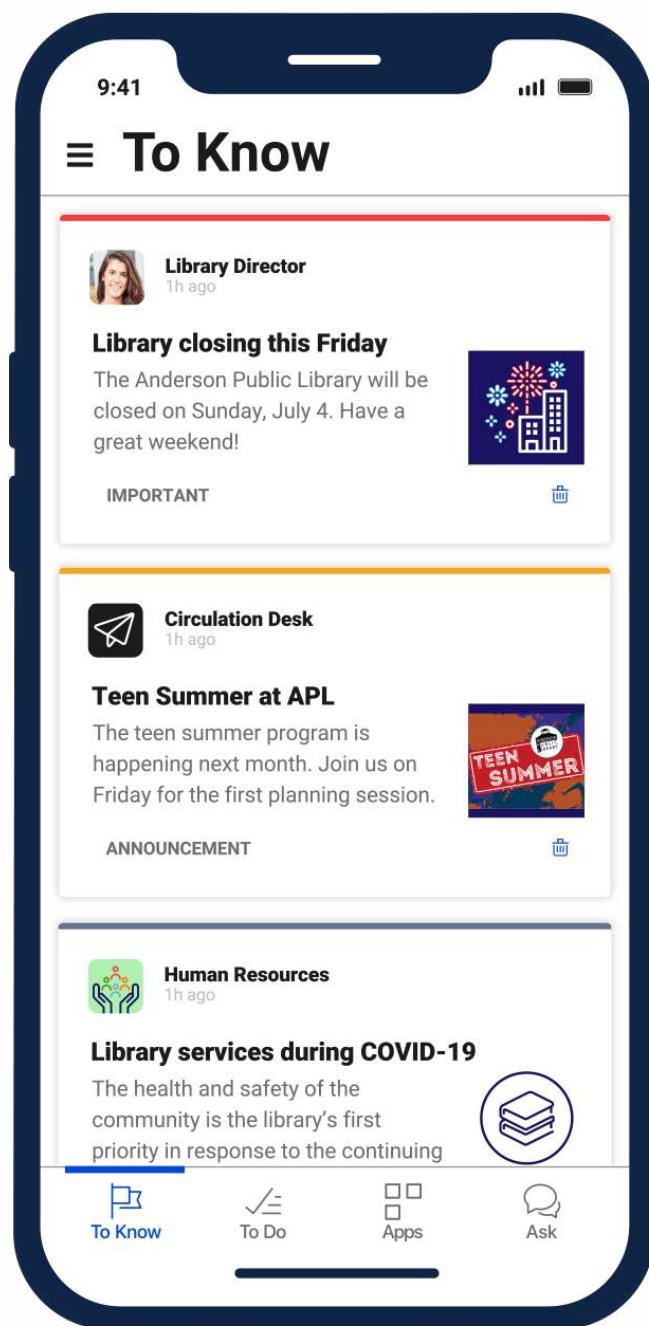 9:41
To Know
Library Director
1h ago
Library closing this Friday
The Anderson Public Library will be
closed on Sunday, July 4. Have a
great weekend!
IMPORTANT
Circulation Desk
1h ago
Teen Summer at APL
The teen summer program is
happening next month. Join us on
Friday for the first planning session.
TEEN
SUMMER
ANNOUNCEMENT
Human Resources
1h ago
Library services during COVID-19
The health and safety of the
community is the library’s first
priority in response to the continuing
To Know
To Do
Apps
Ask